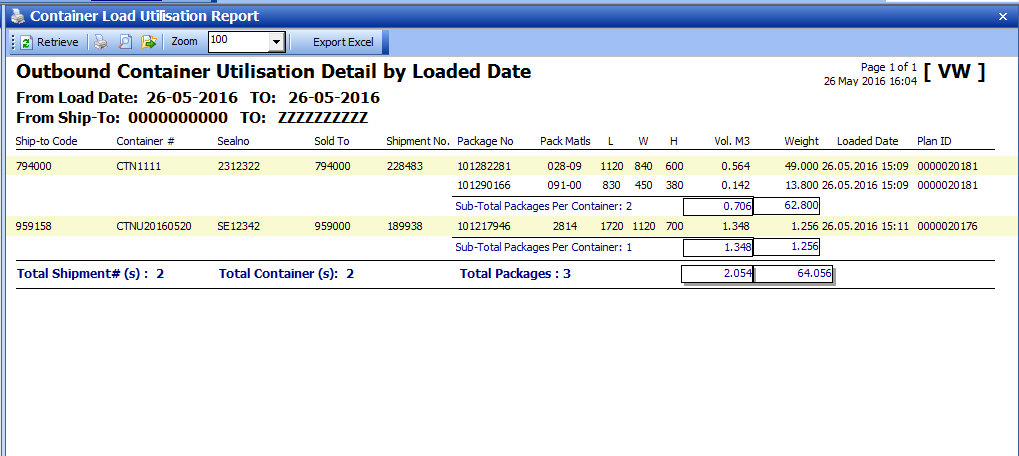 Container Load Utilisation Report
Retrieve Zoom 100 Export Excel
Outbound Container Utilisation Detail by Loaded Date
Page 1 of 1 [ VW ]
26 May 2016 16:04
From Load Date: 26-05-2016 TO: 26-05-2016
From Ship-To: 0000000000 TO: ZZZZZZZZZZ
Ship-to Code Container # Sealno Sold To Shipment No. Package No Pack Matls L W H Vol. M3 Weight Loaded Date Plan ID
794000 CTN1111 2312322 794000 228483 101282281 028-09 1120 840 600 0.564 49.000 26.05.2016 15:09 0000020181
101290166 091-00 830 450 380 0.142 13.800 26.05.2016 15:09 0000020181
Sub-Total Packages Per Container: 2 0.706 62.800
959158 CTNU20160520 SE12342 959000 189938 101217946 2814 1720 1120 700 1.348 1.256 26.05.2016 15:11 0000020176
Sub-Total Packages Per Container: 1 1.348 1.256
Total Shipment# (s) : 2 Total Container (s): 2 Total Packages : 3 2.054 64.056